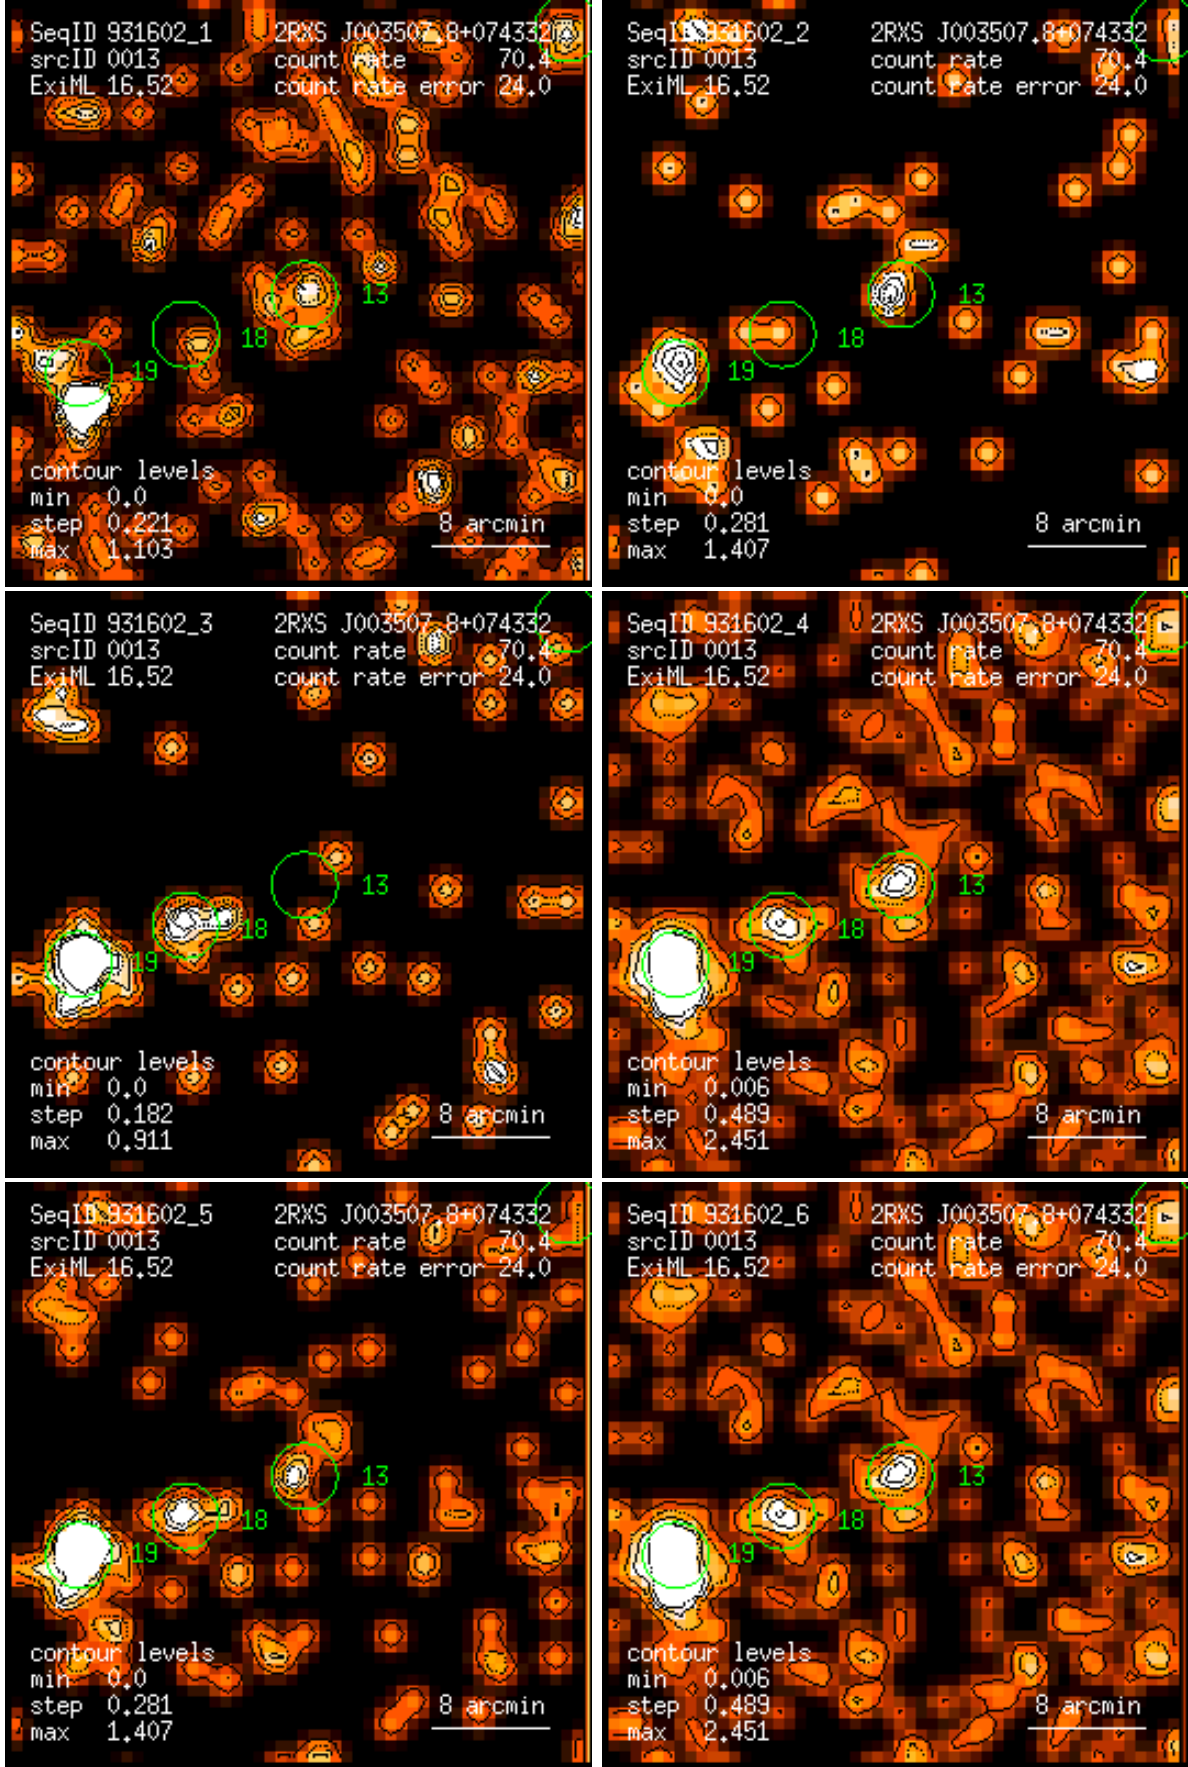 SeqID 931602_1 2RXS J003507.8+074332
srcID 0013 count rate 70.4
ExiML 16.52 count rate error 24.0
13
18
19
contour levels
min 0.0
step 0.221 8 arcmin
max 1.103
SeqID 931602_2 2RXS J003507.8+074332
srcID 0013 count rate 70.4
ExiML 16.52 count rate error 24.0
13
18
19
contour levels
min 0.0
step 0.281 8 arcmin
max 1.407
SeqID 931602_3 2RXS J003507.8+074332
srcID 0013 count rate 70.4
ExiML 16.52 count rate error 24.0
13
18
19
contour levels
min 0.0
step 0.182 8 arcmin
max 0.911
SeqID 931602_4 2RXS J003507.8+074332
srcID 0013 count rate 70.4
ExiML 16.52 count rate error 24.0
13
18
19
contour levels
min 0.006
step 0.489 8 arcmin
max 2.451
SeqID 931602_5 2RXS J003507.8+074332
srcID 0013 count rate 70.4
ExiML 16.52 count rate error 24.0
13
18
19
contour levels
min 0.0
step 0.281 8 arcmin
max 1.407
SeqID 931602_6 2RXS J003507.8+074332
srcID 0013 count rate 70.4
ExiML 16.52 count rate error 24.0
13
18
19
contour levels
min 0.006
step 0.489 8 arcmin
max 2.451